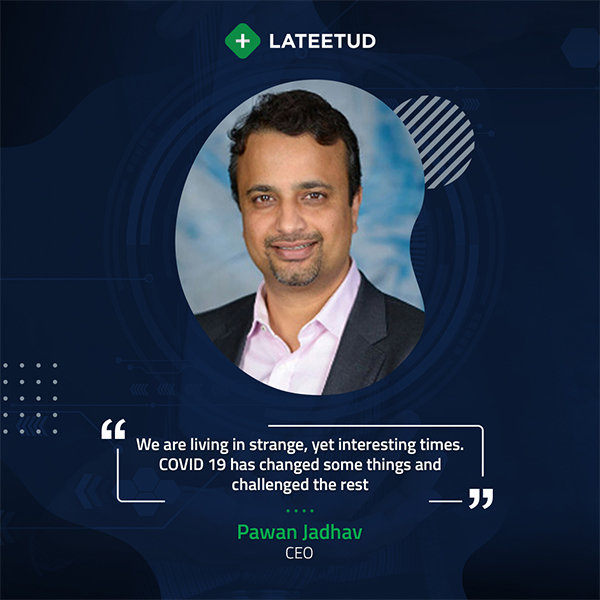 LATEETUD
We are living in strange, yet interesting times.
COVID 19 has changed some things and
challenged the rest
Pawan Jadhav
CEO